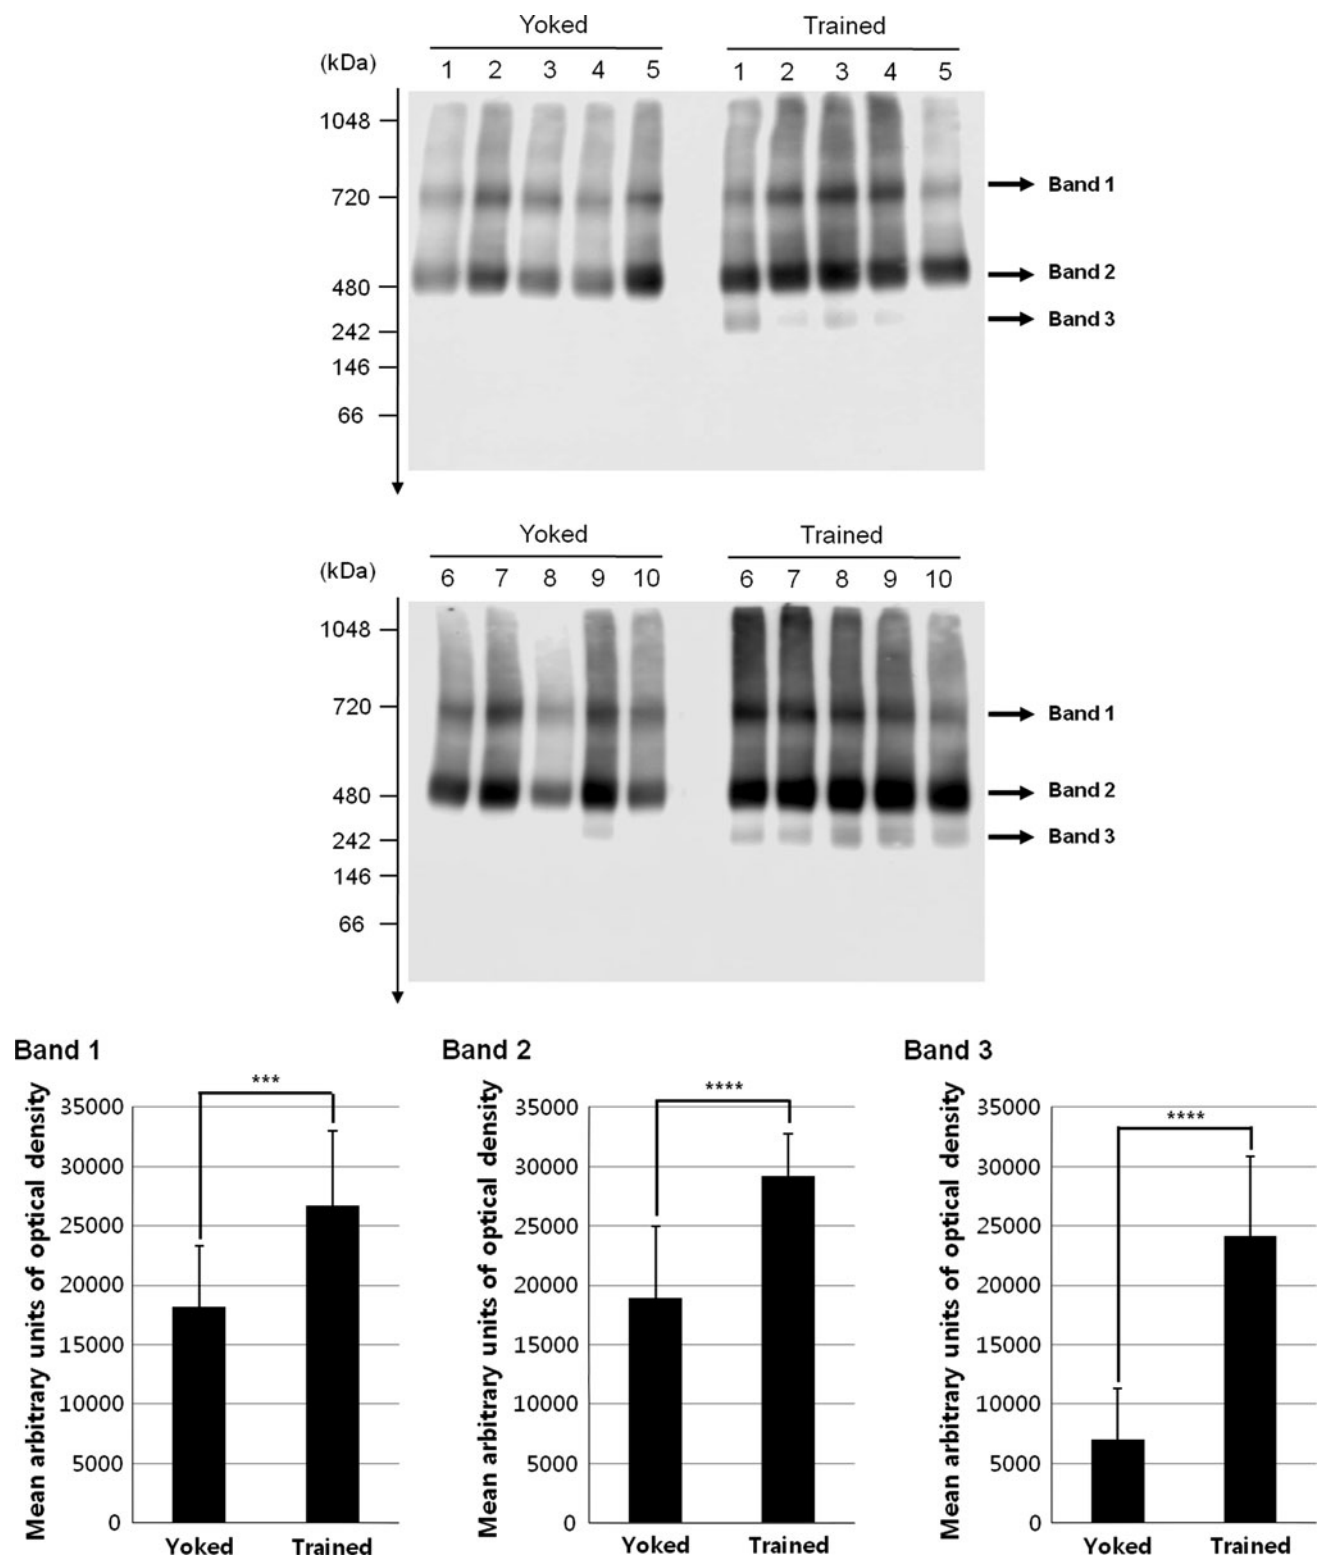 Yoked Trained
(kDa) 1 2 3 4 5 1 2 3 4 5
1048
Band 1
720
Band 2
480
Band 3
242
146
66
Yoked Trained
(kDa) 6 7 8 9 10 6 7 8 9 10
1048
720 Band 1
480 Band 2
242 Band 3
146
66
Band 1
Mean arbitrary units of optical density
***
35000
30000
25000
20000
15000
10000
5000
0
Yoked Trained
Band 2
Mean arbitrary units of optical density
****
35000
30000
25000
20000
15000
10000
5000
0
Yoked Trained
Band 3
Mean arbitrary units of optical density
****
35000
30000
25000
20000
15000
10000
5000
0
Yoked Trained